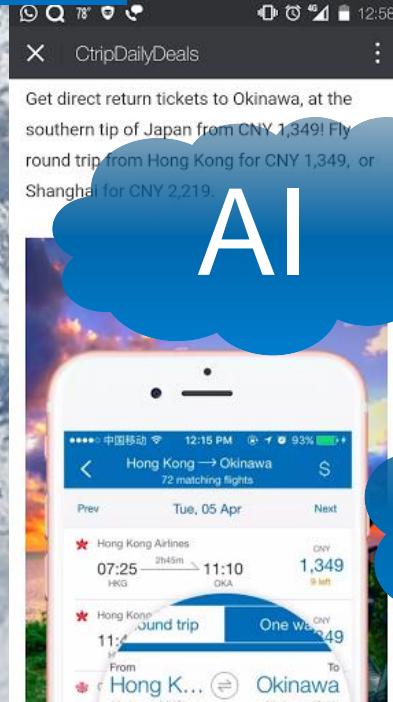 78° 4G 12:58
CtripDailyDeals
Get direct return tickets to Okinawa, at the
southern tip of Japan from CNY 1,349! Fly
round trip from Hong Kong for CNY 1,349, or
Shanghai for CNY 2,219.
AI
中国移动 12:15 PM 93%
Hong Kong → Okinawa
72 matching flights
S
Prev Tue, 05 Apr Next
Hong Kong Airlines
CNY
07:25 2h45m 11:10 1,349
HKG OKA 9 left
Hong Kong
CNY
round trip One way
From To
Hong K... Okinawa